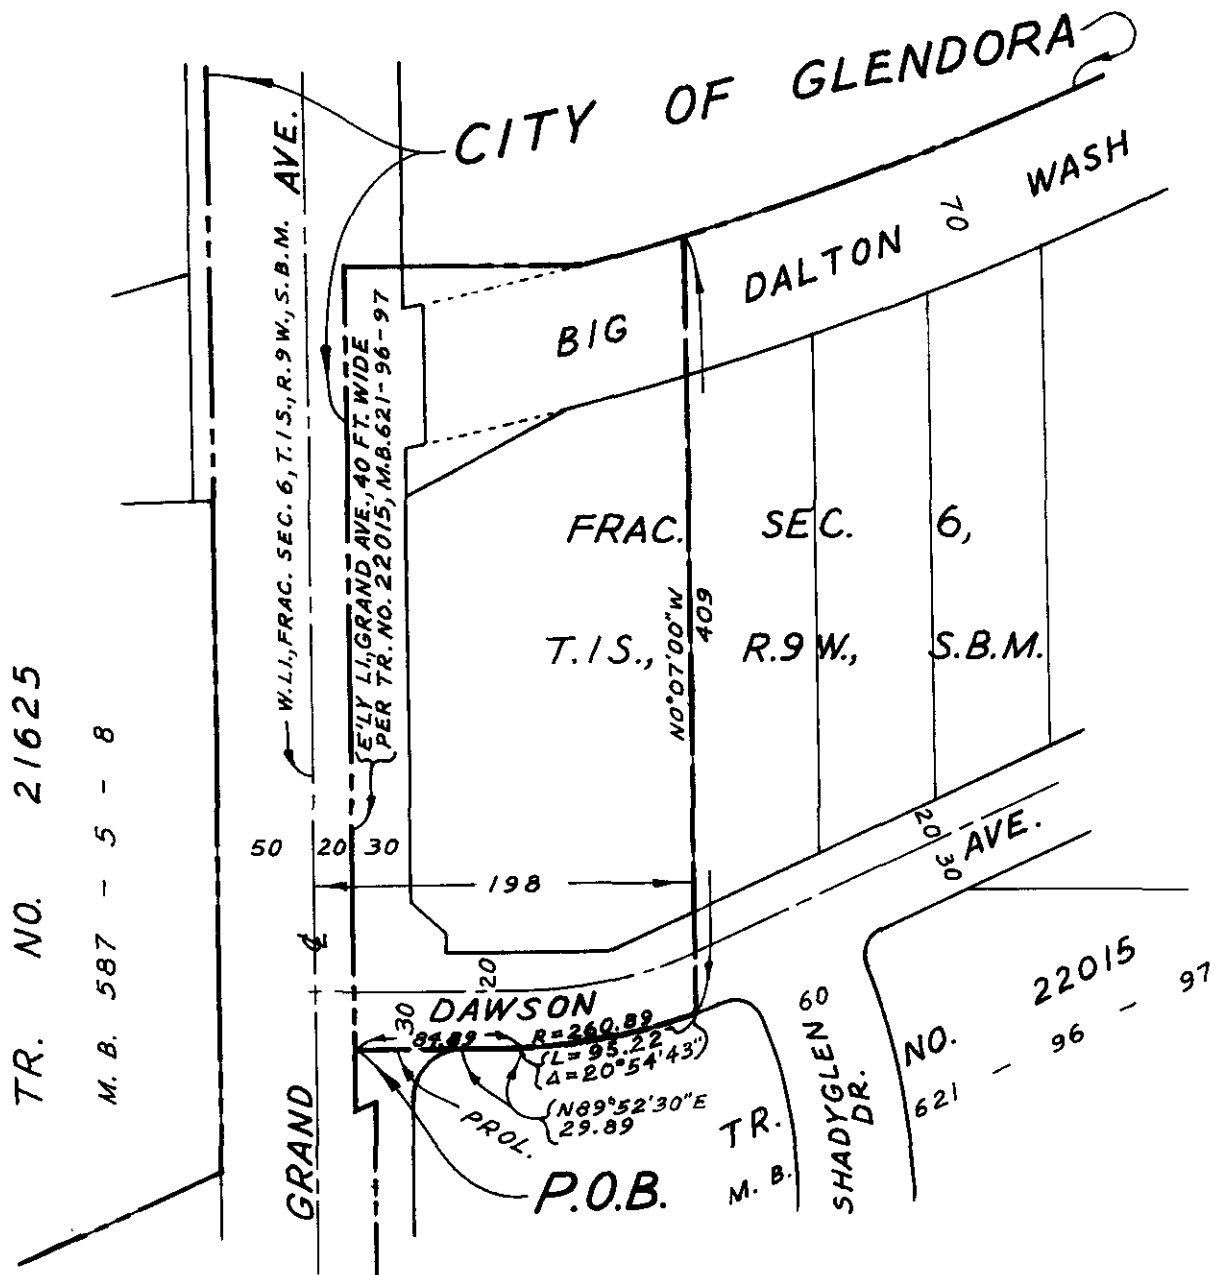 CITY OF GLENDORA
BIG DALTON WASH
70
W. LI., FRAC. SEC. 6, T.1S., R.9W., S.B.M.
AVE.
{E'LY LI., GRAND AVE., 40 FT. WIDE
PER TR. NO. 22015, M.B. 621-96-97
FRAC. SEC. 6,
T.1S., R.9W., S.B.M.
N0°07'00"W
409
TR. NO. 21625
M. B. 587 - 5 - 8
50 20 30
198
20
30 AVE.
℄
20
DAWSON
30
84.89
R=260.89
{L=95.22
Δ=20°54'43"}
{N89°52'30"E
29.89
PROL.
P.O.B.
GRAND
60
SHADYGLEN
DR.
TR. NO. 22015
M. B. 621 - 96 - 97